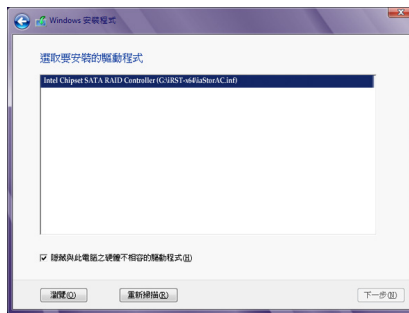 Windows 安裝程式
選取要安裝的驅動程式
Intel Chipset SATA RAID Controller (G:\iRST-x64\iaStorAC.inf)
隱藏與此電腦之硬體不相容的驅動程式(H)
瀏覽(O) 重新掃描(R) 下一步(N)